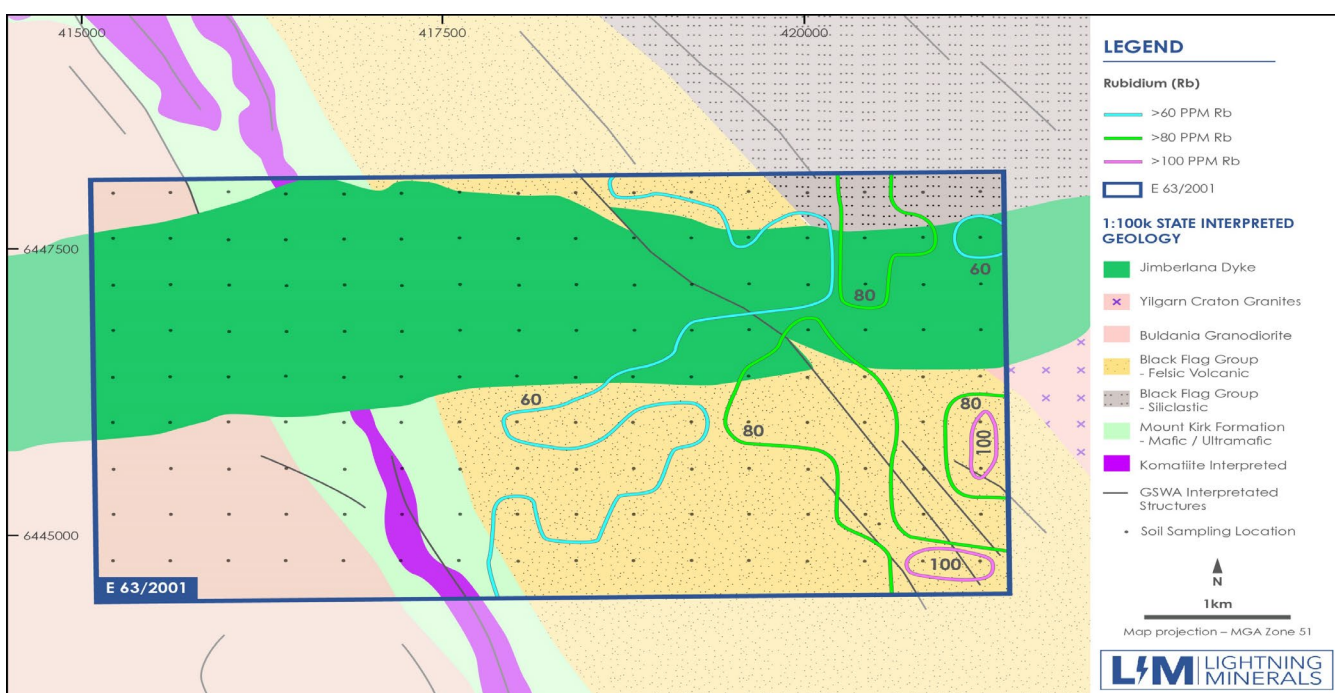 415000
417500
420000
6447500
6445000
60
80
60
80
80
100
100
E 63/2001
LEGEND
Rubidium (Rb)
>60 PPM Rb
>80 PPM Rb
>100 PPM Rb
E 63/2001
1:100k STATE INTERPRETED
GEOLOGY
Jimberlana Dyke
Yilgarn Craton Granites
Buldania Granodiorite
Black Flag Group
- Felsic Volcanic
Black Flag Group
- Siliclastic
Mount Kirk Formation
- Mafic / Ultramafic
Komatiite Interpreted
GSWA Interpretated
Structures
Soil Sampling Location
N
1km
Map projection – MGA Zone 51
LM LIGHTNING
MINERALS